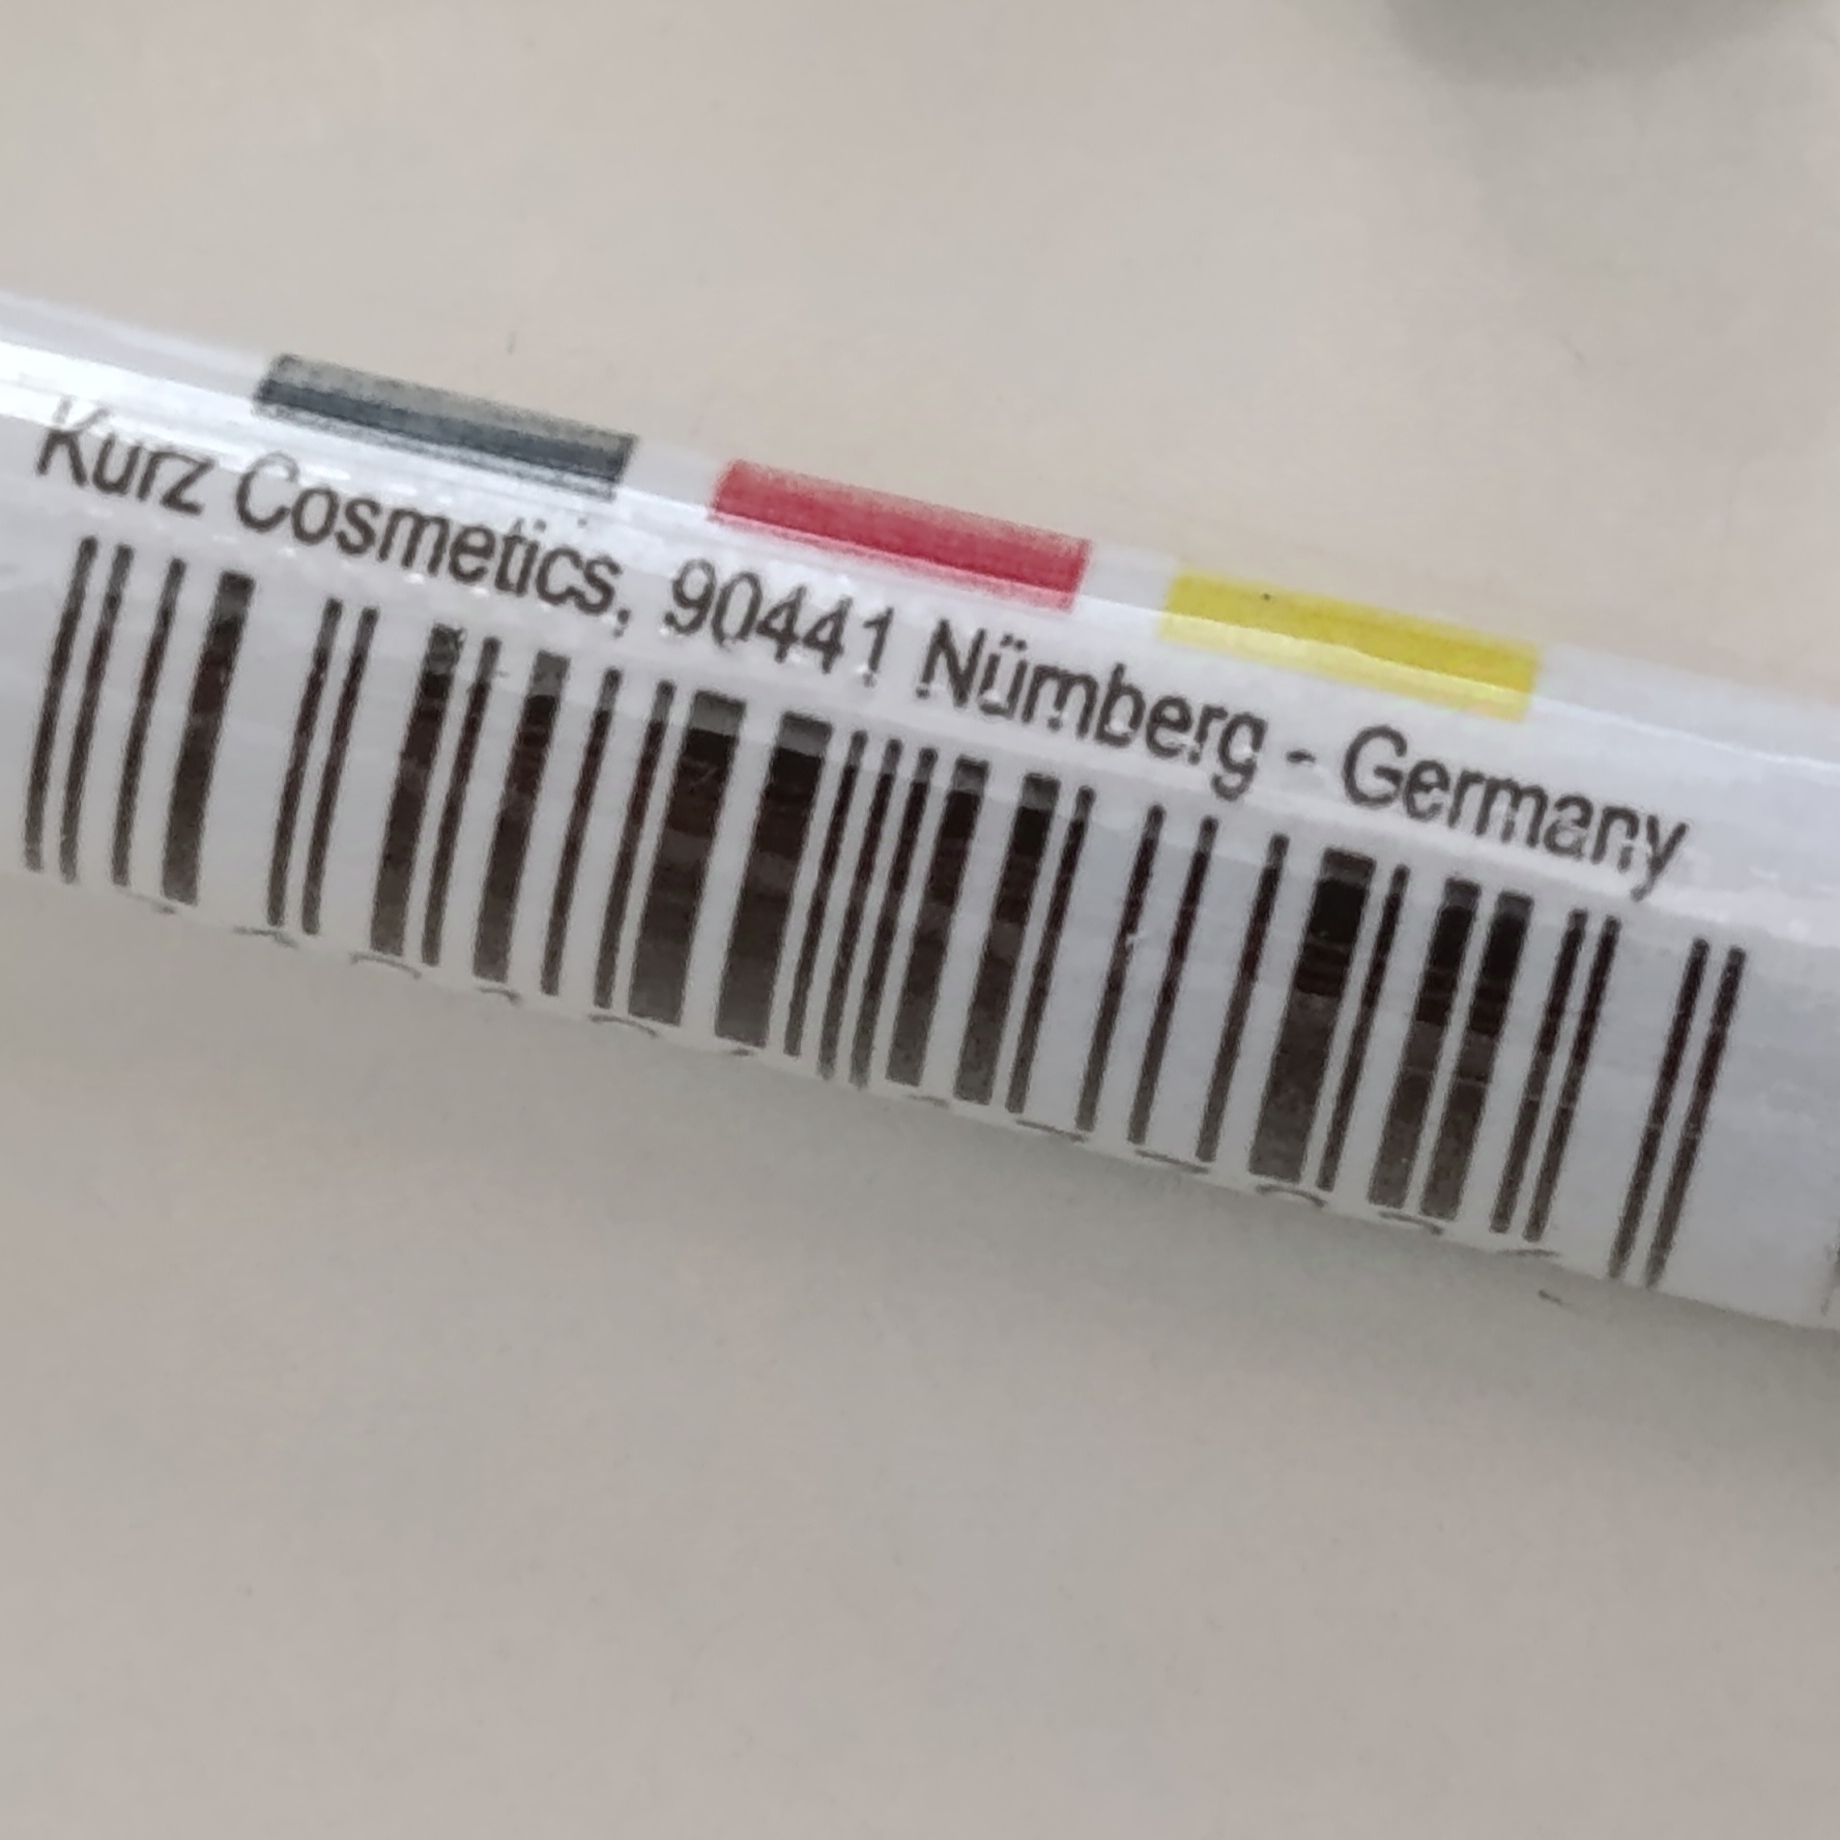 Kurz Cosmetics, 90441 Nürnberg - Germany